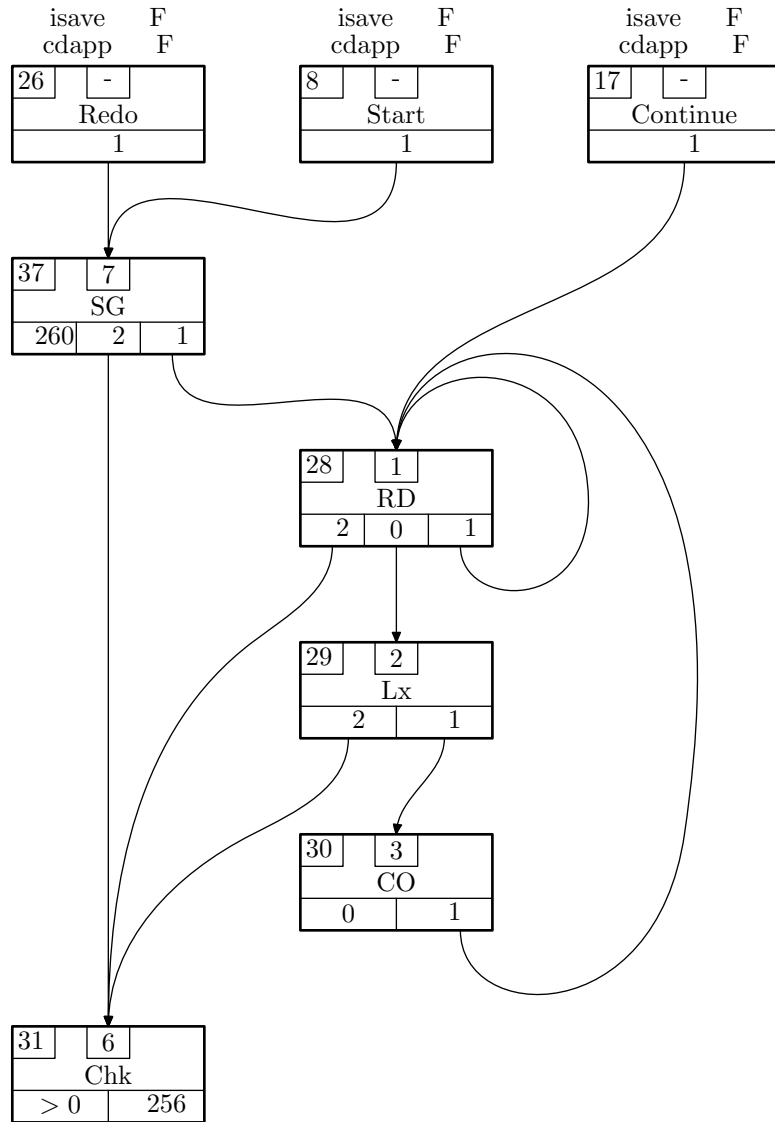 isave F isave F isave F
cdapp F cdapp F cdapp F
26 - 8 - 17 -
Redo Start Continue
1 1 1
37 7
SG
260 2 1
28 1
RD
2 0 1
29 2
Lx
2 1
30 3
CO
0 1
31 6
Chk
> 0 256